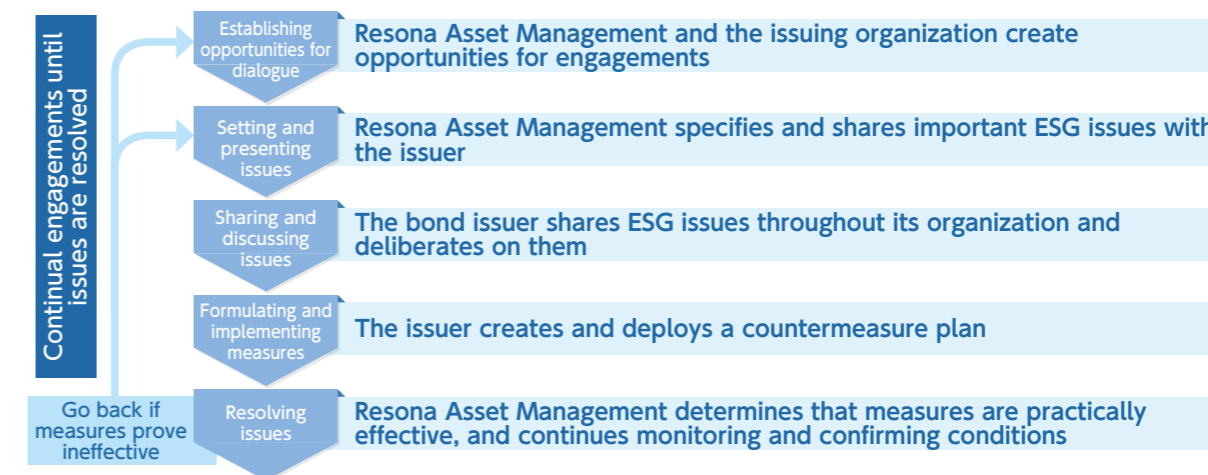 Continual engagements until
issues are resolved
Establishing
opportunities for
dialogue
Resona Asset Management and the issuing organization create
opportunities for engagements
Setting and
presenting
issues
Resona Asset Management specifies and shares important ESG issues with
the issuer
Sharing and
discussing
issues
The bond issuer shares ESG issues throughout its organization and
deliberates on them
Formulating and
implementing
measures
The issuer creates and deploys a countermeasure plan
Go back if
measures prove
ineffective
Resolving
issues
Resona Asset Management determines that measures are practically
effective, and continues monitoring and confirming conditions